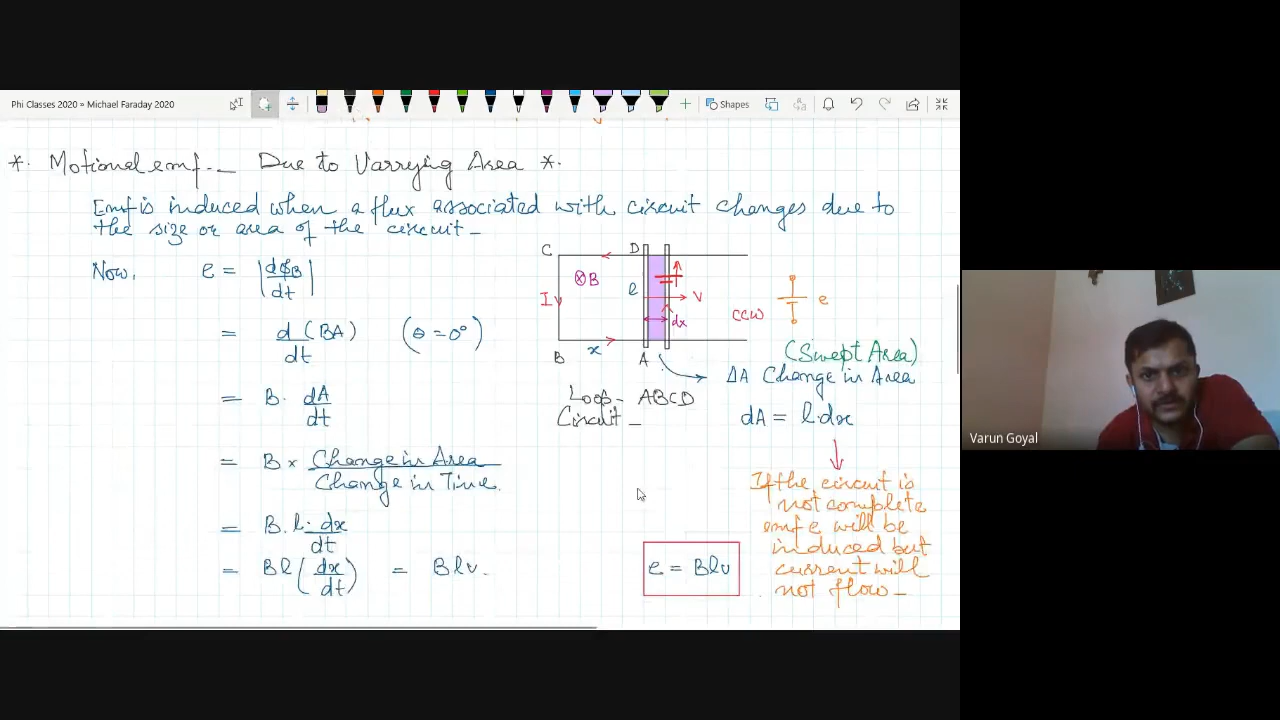 Phi Classes 2020 » Michael Faraday 2020
Shapes
*. Motional emf._ Due to Varrying Area *.
Emf is induced when a flux associated with circuit changes due to
the size or area of the circuit_
Now, e = |dϕB/dt|
= d/dt (BA) (θ = 0°)
= B. dA/dt
= B × Change in Area / Change in Time.
= B. l. dx/dt
= Bl (dx/dt) = Blv.
C
D
⊗B
I
l
V
dx
B
x
A
CCW
e
Loop- ABCD
Circuit_
(Swept Area)
ΔA Change in Area
dA = l.dx
If the circuit is
not complete
emf e will be
induced but
current will
not flow_
e = Blv
Varun Goyal